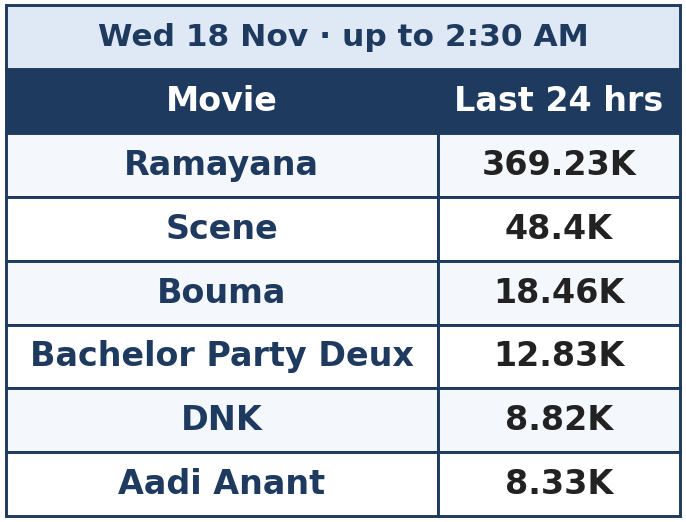 Wed 18 Nov · up to 2:30 AM
Movie Last 24 hrs
Ramayana 369.23K
Scene 48.4K
Bouma 18.46K
Bachelor Party Deux 12.83K
DNK 8.82K
Aadi Anant 8.33K